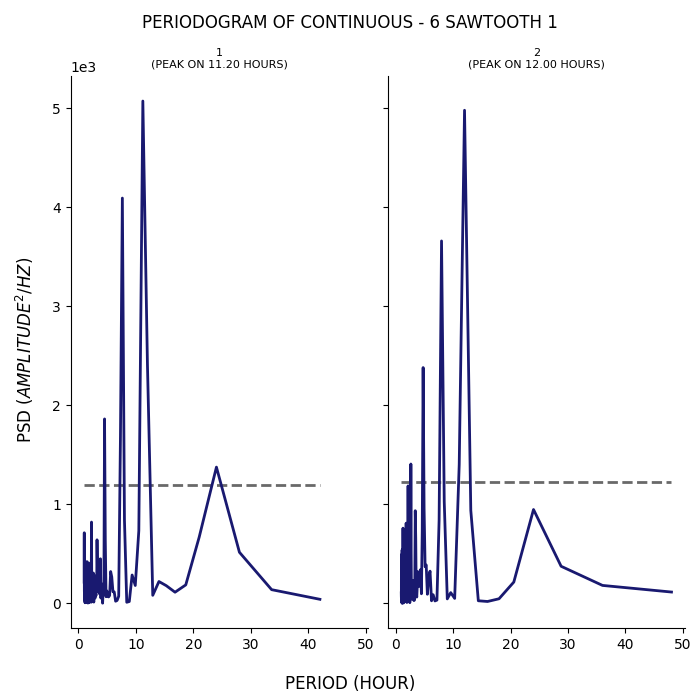 PERIODOGRAM OF CONTINUOUS - 6 SAWTOOTH 1
1
(PEAK ON 11.20 HOURS)
2
(PEAK ON 12.00 HOURS)
1e3
5
4
3
2
1
0
PSD (AMPLITUDE²/HZ)
0 10 20 30 40 50
0 10 20 30 40 50
PERIOD (HOUR)